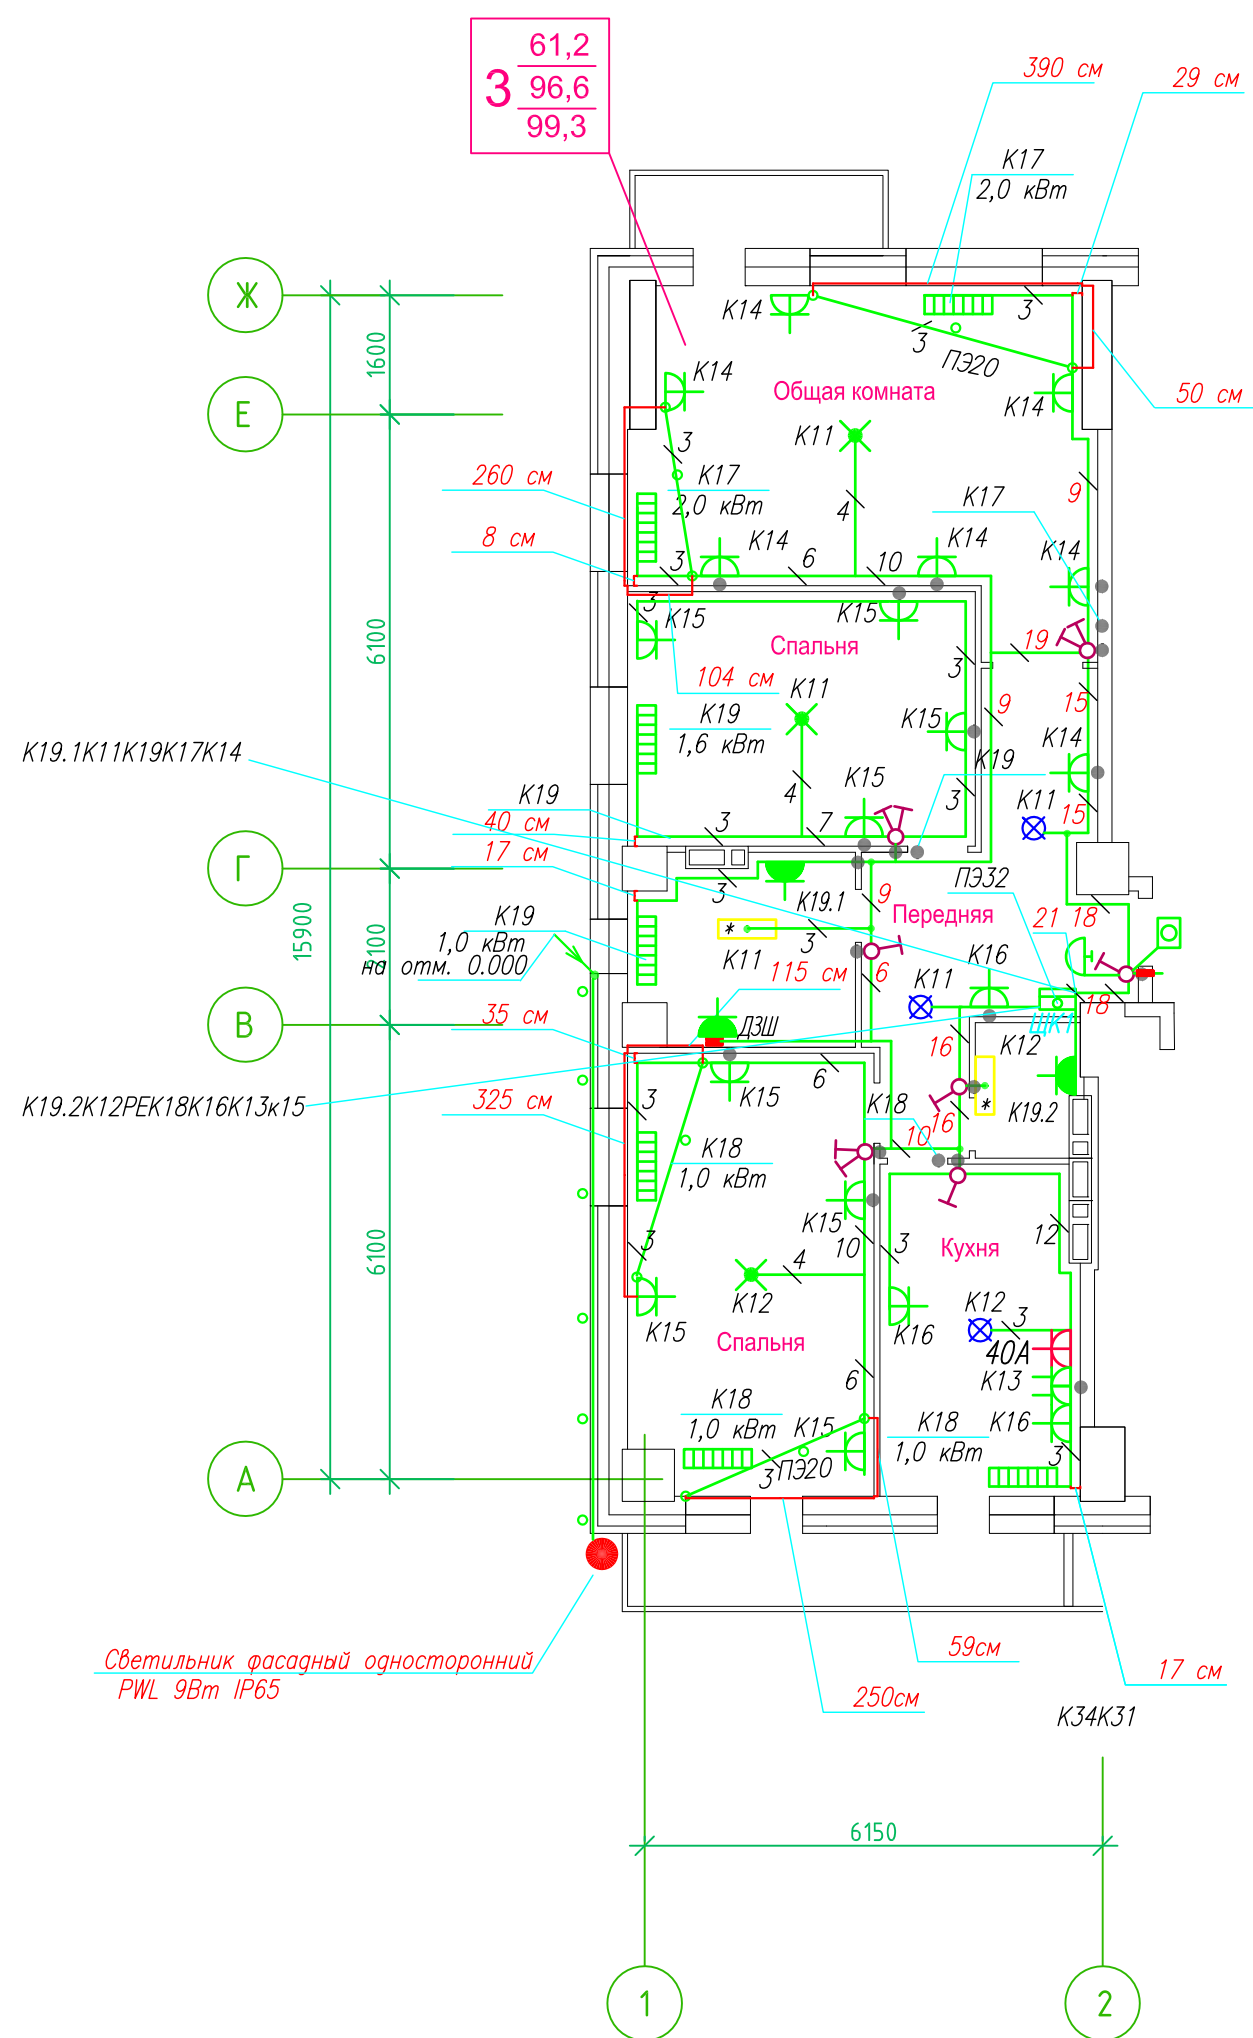 3
61,2
96,6
99,3
390 см
29 см
К17
2,0 кВт
Ж
К14
3
3
ПЭ20
1600
К14
Общая комната
К14
50 см
Е
К11
3
260 см
К17
2,0 кВт
4
9
К17
8 см
3
К14
6
10
К14
К14
3
К15
К15
6100
Спальня
19
3
104 см
К11
15
К19
1,6 кВт
9
К15
К14
К19.1К11К19К17К14
К19
4
К15
3
К19
К11
15
40 см
3
7
17 см
Г
3
К19.1
9
ПЭ32
Передняя
21
18
15900
2100
К19
1,0 кВт
на отм. 0.000
*
3
К11
К16
115 см
6
К11
18
В
35 см
ДЗШ
ЩК1
16
К12
6
К15
К19.2К12РЕК18К16К13к15
325 см
3
К18
16
*
К19.2
10
К18
1,0 кВт
К15
10
3
12
3
Кухня
6100
4
К12
К12
3
К15
К16
Спальня
40А
6
К13
К18
1,0 кВт
К15
К18
1,0 кВт
К16
3
ПЭ20
3
А
Светильник фасадный односторонний
PWL 9Вт IP65
59см
17 см
250см
К34К31
6150
1
2